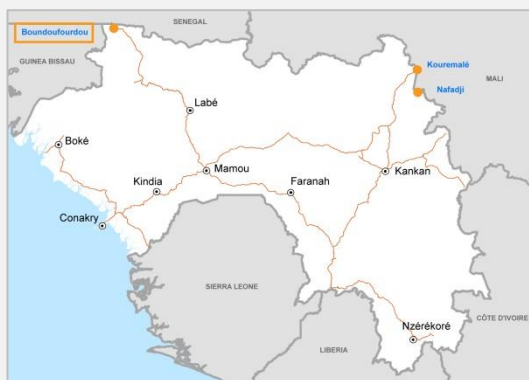 SENEGAL
Boundoufourdou
GUINEA BISSAU
Kouremalé
MALI
Nafadji
Labé
Boké
Mamou
Kankan
Kindia
Faranah
Conakry
SIERRA LEONE
CÔTE D'IVOIRE
Nzérékoré
LIBERIA